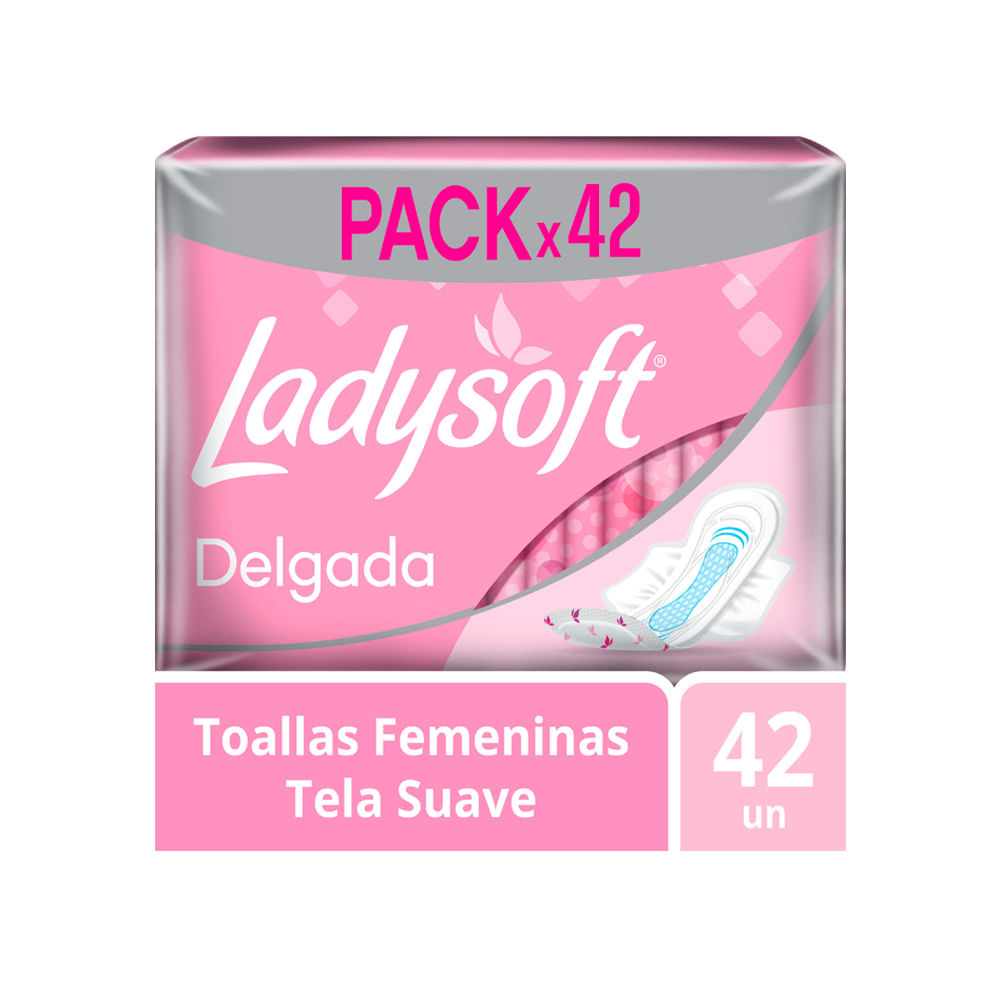 PACK x 42
Ladysoft®
Delgada
Toallas Femeninas
Tela Suave
42
un